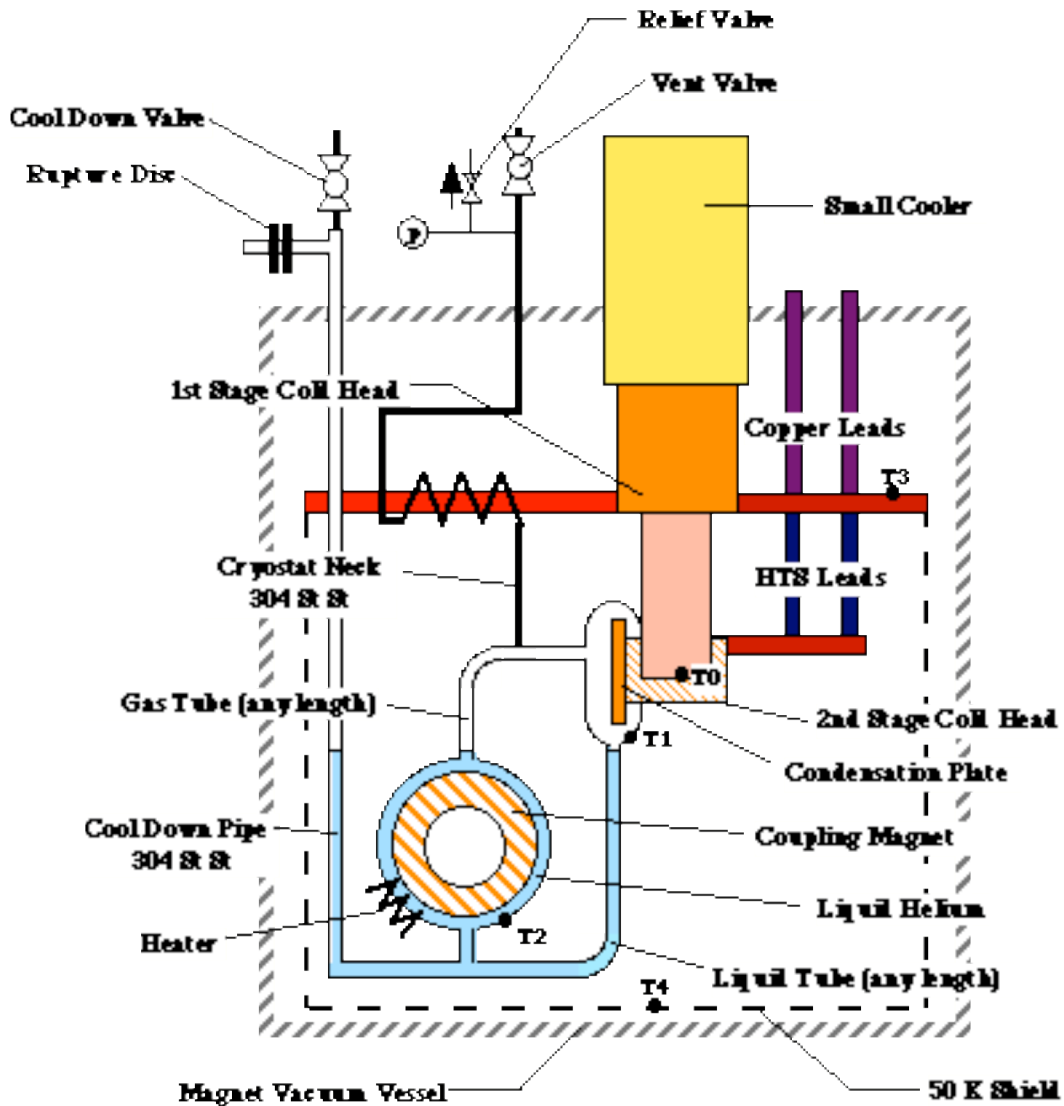 Relief Valve
Vent Valve
Cool Down Valve
Rupture Disc
P
Small Cooler
1st Stage Cold Head
Copper Leads
T3
Cryostat Neck
304 St St
HTS Leads
T0
Gas Tube (any length)
2nd Stage Cold Head
T1
Condensation Plate
Cool Down Pipe
304 St St
Coupling Magnet
Liquid Helium
Heater
T2
Liquid Tube (any length)
T4
Magnet Vacuum Vessel
50 K Shield